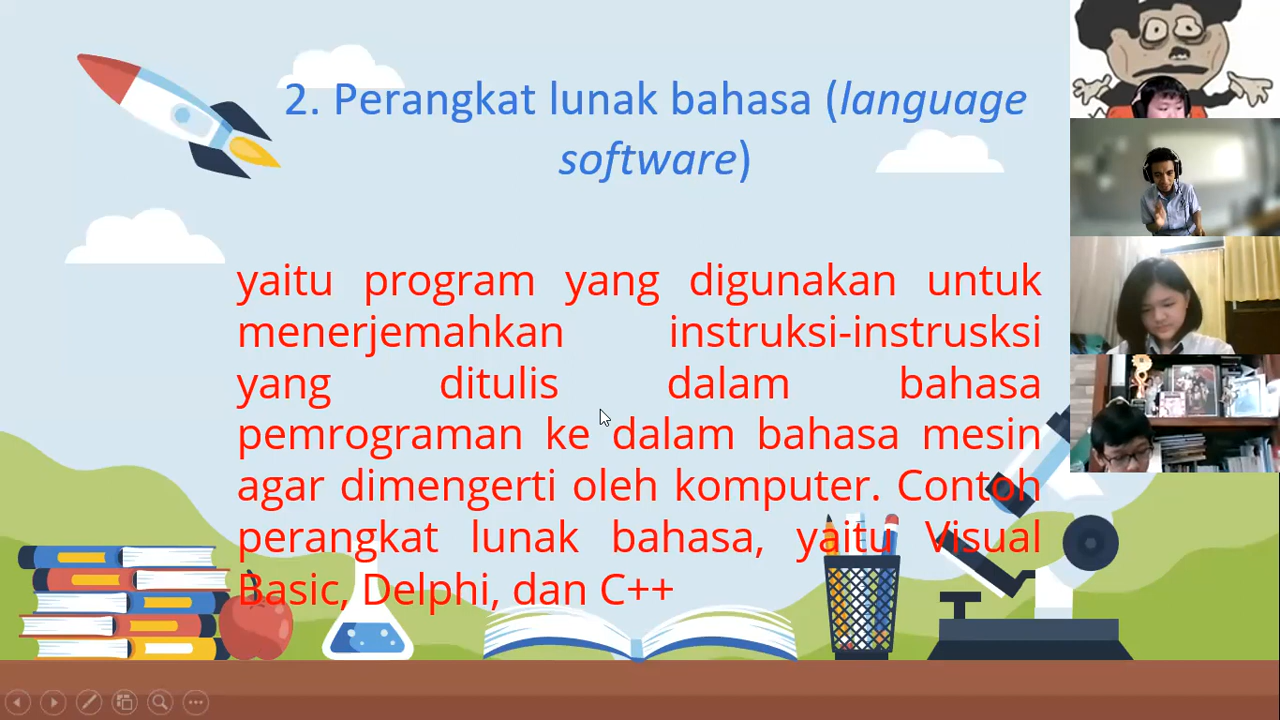 2. Perangkat lunak bahasa (language
software)
yaitu program yang digunakan untuk
menerjemahkan instruksi-instrusksi
yang ditulis dalam bahasa
pemrograman ke dalam bahasa mesin
agar dimengerti oleh komputer. Contoh
perangkat lunak bahasa, yaitu Visual
Basic, Delphi, dan C++